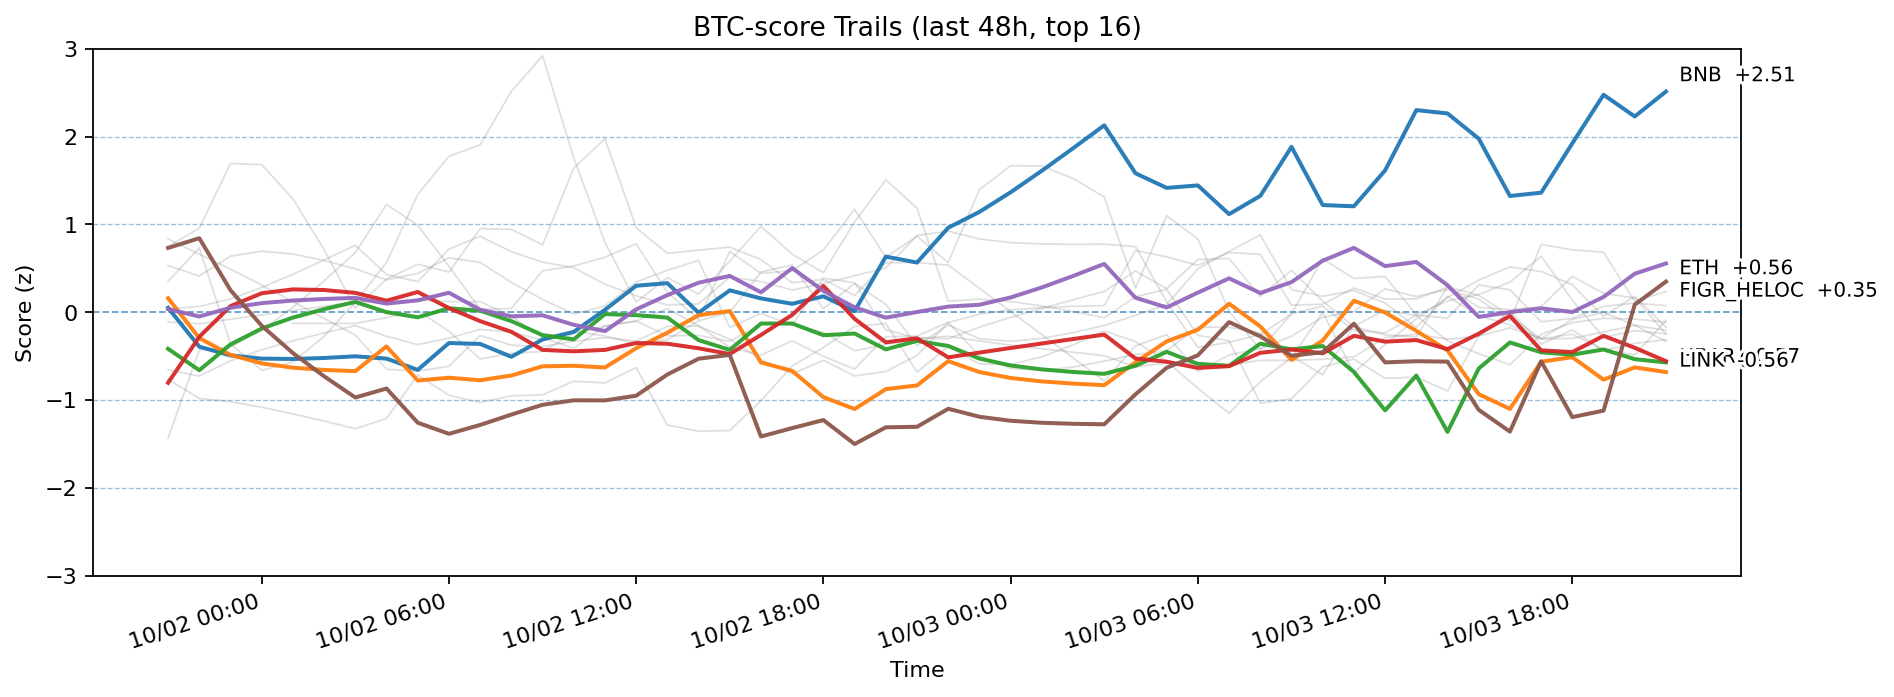 BTC-score Trails (last 48h, top 16)
Score (z)
3
2
1
0
−1
−2
−3
BNB +2.51
ETH +0.56
FIGR_HELOC +0.35
LINK -0.56
10/02 00:00
10/02 06:00
10/02 12:00
10/02 18:00
10/03 00:00
10/03 06:00
10/03 12:00
10/03 18:00
Time